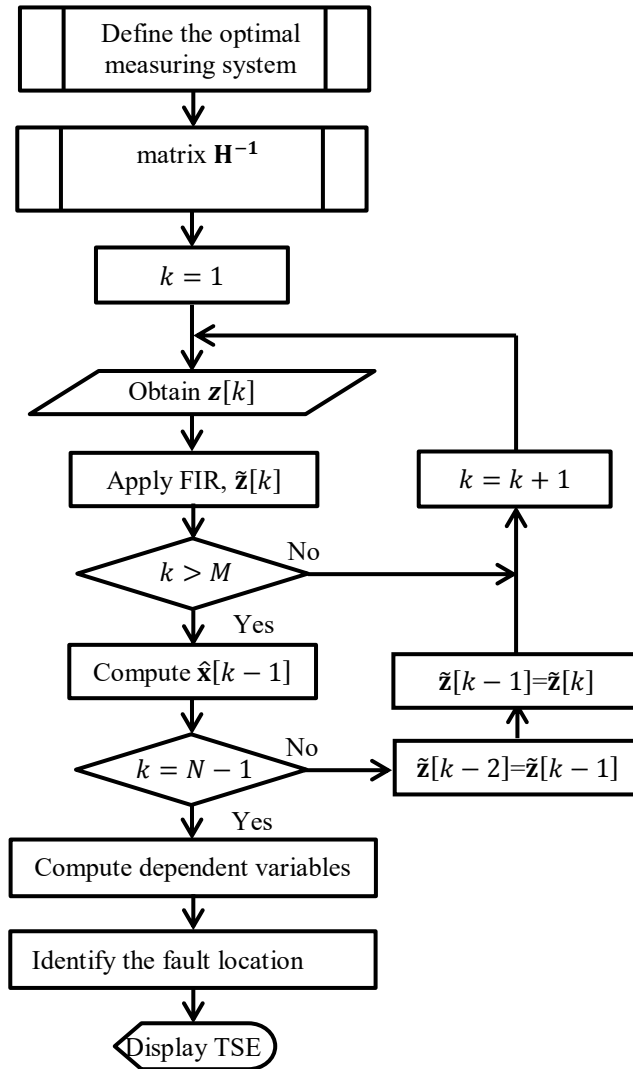 Define the optimal
measuring system
matrix 𝐇⁻¹
𝑘 = 1
Obtain 𝒛[𝑘]
Apply FIR, 𝐳̃[𝑘]
𝑘 = 𝑘 + 1
No
𝑘 > 𝑀
Yes
Compute 𝐱̂[𝑘 − 1]
𝐳̃[𝑘 − 1]=𝐳̃[𝑘]
No
𝑘 = 𝑁 − 1
𝐳̃[𝑘 − 2]=𝐳̃[𝑘 − 1]
Yes
Compute dependent variables
Identify the fault location
Display TSE